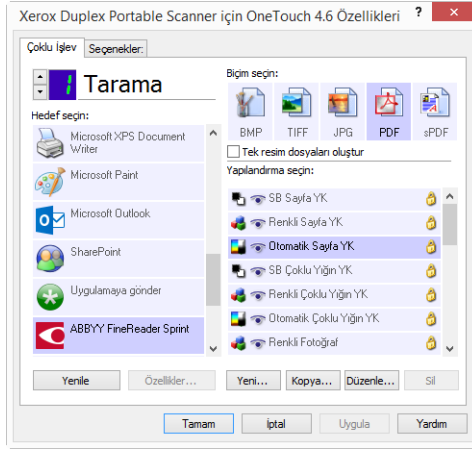 Xerox Duplex Portable Scanner için OneTouch 4.6 Özellikleri
Çoklu İşlev
Seçenekler:
1
Tarama
Hedef seçin:
Microsoft XPS Document
Writer
Microsoft Paint
Microsoft Outlook
SharePoint
Uygulamaya gönder
ABBYY FineReader Sprint
Biçim seçin:
BMP
TIFF
JPG
PDF
sPDF
Tek resim dosyaları oluştur
Yapılandırma seçin:
SB Sayfa YK
Renkli Sayfa YK
Otomatik Sayfa YK
SB Çoklu Yığın YK
Renkli Çoklu Yığın YK
Otomatik Çoklu Yığın YK
Renkli Fotoğraf
Yenile
Özellikler...
Yeni...
Kopya...
Düzenle...
Sil
Tamam
İptal
Uygula
Yardım